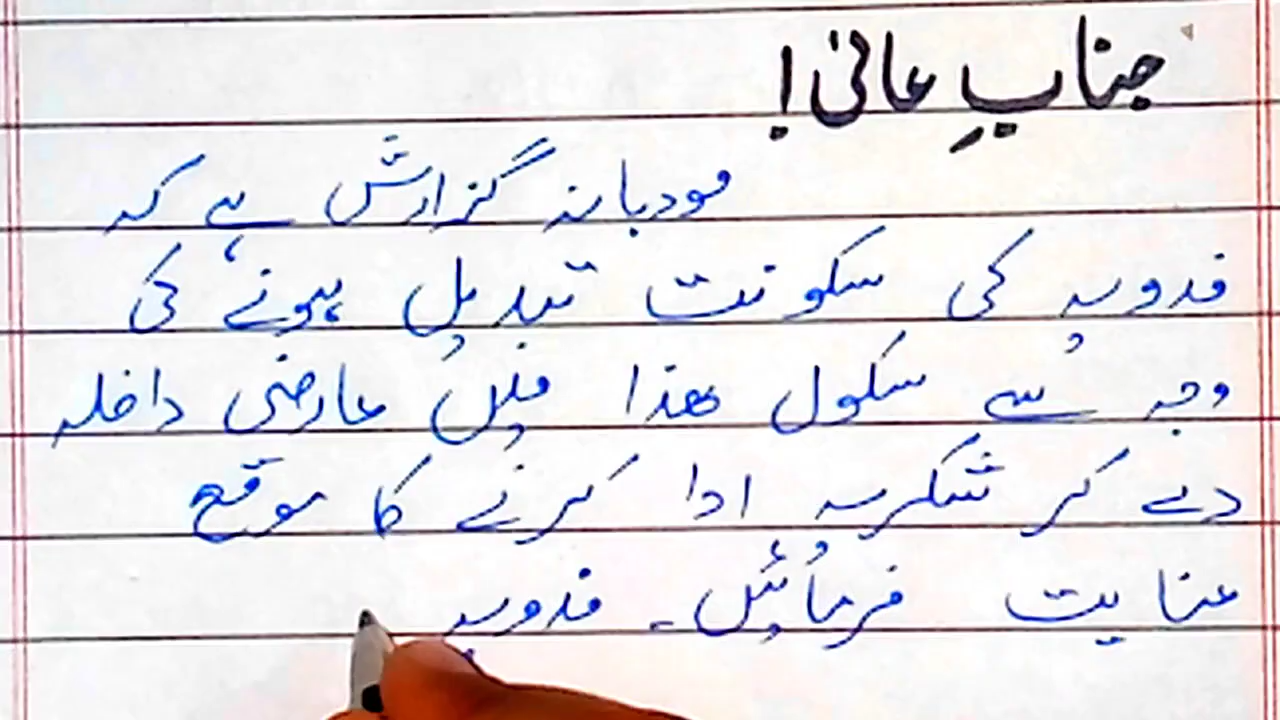 جنابِ عالی!
مودبانہ گزارش ہے کہ
فدویہ کی سکونت تبدیل ہونے کی
وجہ سے سکول ھذا میں عارضی داخلہ
دے کر شکریہ ادا کرنے کا موقع
عنایت فرمائیں۔ فدویہ